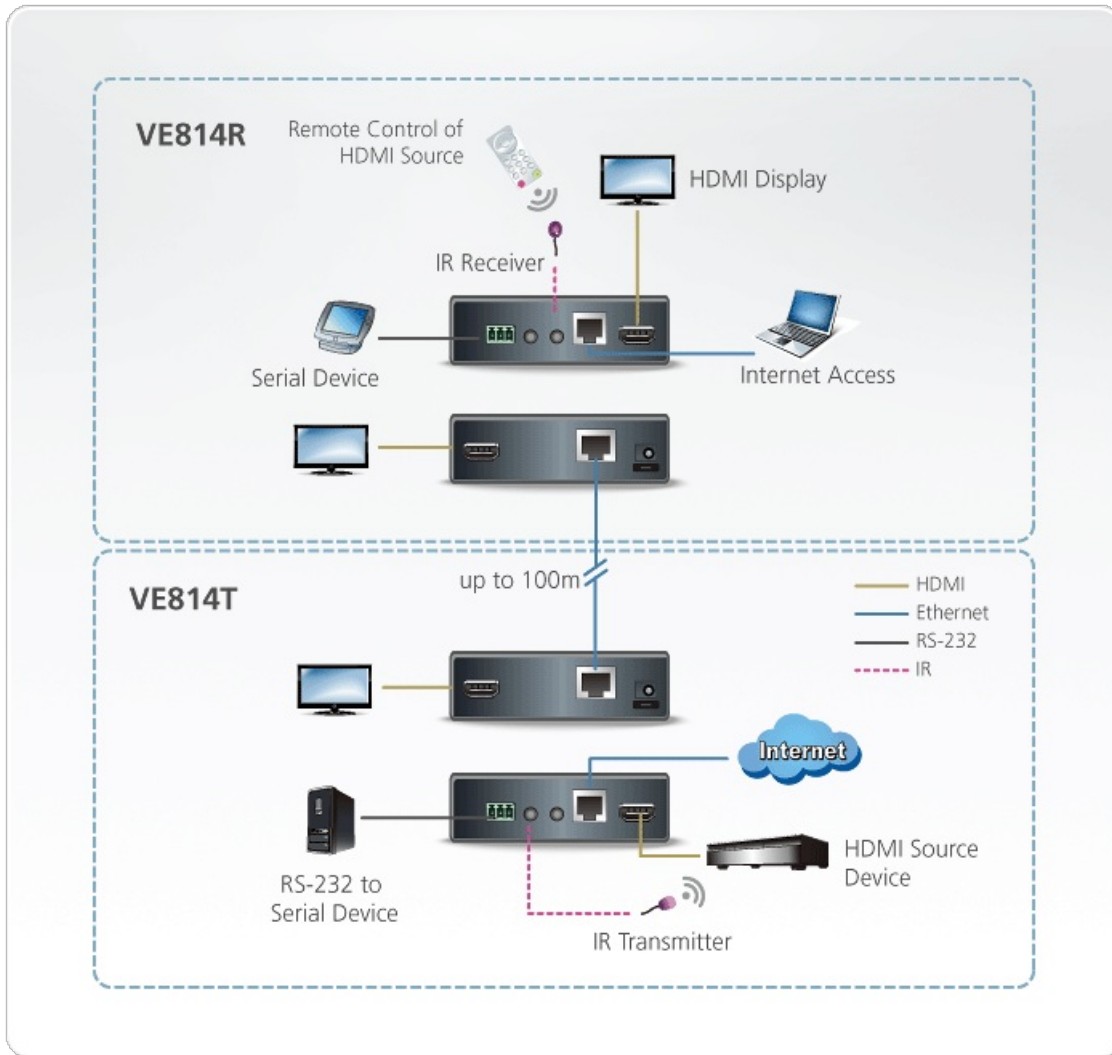 VE814R
Remote Control of
HDMI Source
HDMI Display
IR Receiver
Serial Device
Internet Access
up to 100m
VE814T
HDMI
Ethernet
RS-232
IR
Internet
RS-232 to
Serial Device
HDMI Source
Device
IR Transmitter